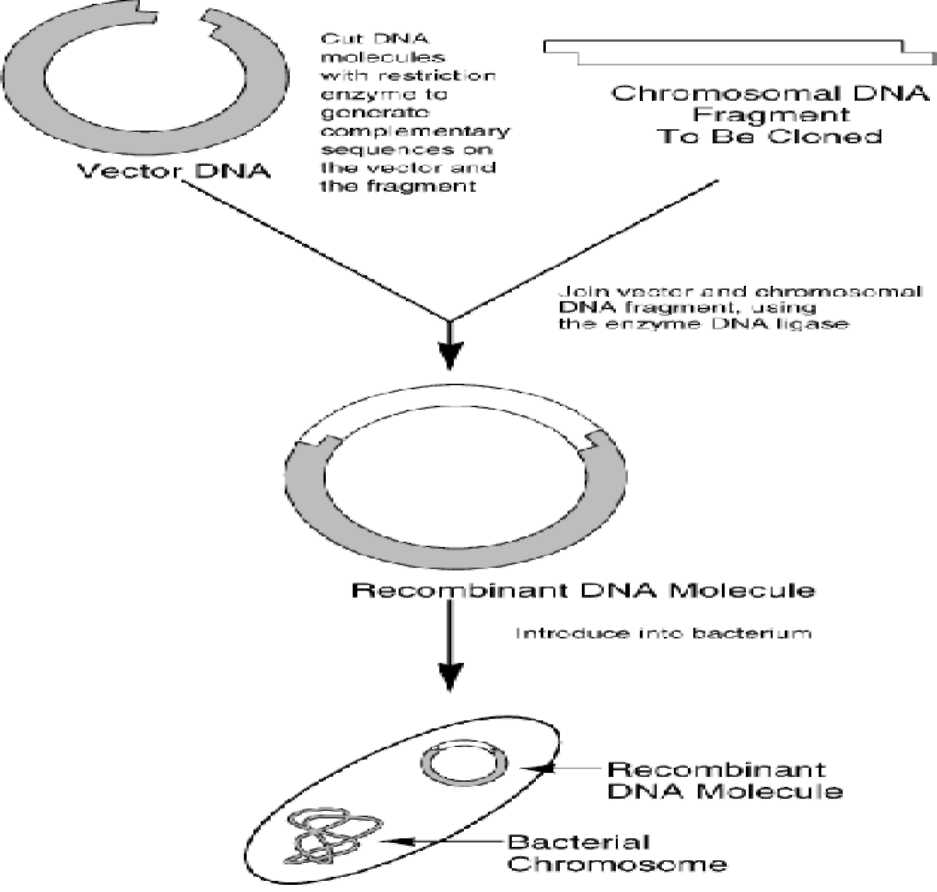 Cut DNA
molecules
with restriction
enzyme to
generate
complementary
sequences on
the vector and
the fragment
Chromosomal DNA
Fragment
To Be Cloned
Vector DNA
Join vector and chromosomal
DNA fragment, using
the enzyme DNA ligase
Recombinant DNA Molecule
Introduce into bacterium
Recombinant
DNA Molecule
Bacterial
Chromosome